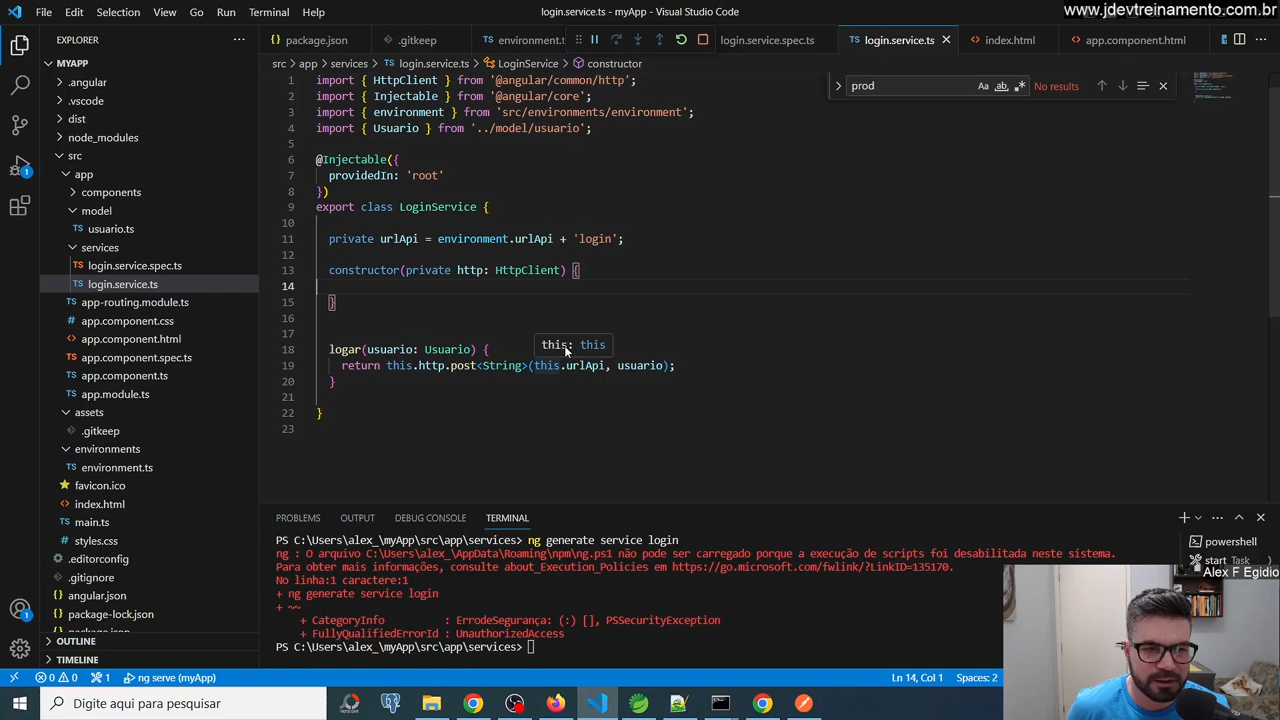 File Edit Selection View Go Run Terminal Help
login.service.ts - myApp - Visual Studio Code
www.jdevtreinamento.com.br
EXPLORER
package.json
.gitkeep
environment.t
login.service.spec.ts
login.service.ts
index.html
app.component.html
src > app > services > login.service.ts > LoginService > constructor
prod
Aa
ab
No results
MYAPP
.angular
.vscode
dist
node_modules
src
app
components
model
usuario.ts
services
login.service.spec.ts
login.service.ts
app-routing.module.ts
app.component.css
app.component.html
app.component.spec.ts
app.component.ts
app.module.ts
assets
.gitkeep
environments
environment.ts
favicon.ico
index.html
main.ts
styles.css
.editorconfig
.gitignore
angular.json
package-lock.json
OUTLINE
TIMELINE
1 import { HttpClient } from '@angular/common/http';
2 import { Injectable } from '@angular/core';
3 import { environment } from 'src/environments/environment';
4 import { Usuario } from '../model/usuario';
5
6 @Injectable({
7 providedIn: 'root'
8 })
9 export class LoginService {
10
11 private urlApi = environment.urlApi + 'login';
12
13 constructor(private http: HttpClient) {
14
15 }
16
17
this: this
18 logar(usuario: Usuario) {
19 return this.http.post<String>(this.urlApi, usuario);
20 }
21
22 }
23
PROBLEMS OUTPUT DEBUG CONSOLE TERMINAL
PS C:\Users\alex_\myApp\src\app\services> ng generate service login
ng : O arquivo C:\Users\alex_\AppData\Roaming\npm\ng.ps1 não pode ser carregado porque a execução de scripts foi desabilitada neste sistema.
Para obter mais informações, consulte about_Execution_Policies em https://go.microsoft.com/fwlink/?LinkID=135170.
No linha:1 caractere:1
+ ng generate service login
+ ~~
+ CategoryInfo : ErrodeSegurança: (:) [], PSSecurityException
+ FullyQualifiedErrorId : UnauthorizedAccess
PS C:\Users\alex_\myApp\src\app\services>
powershell
start Task
Alex F Egidio
1
1
0 0 1 ng serve (myApp)
Ln 14, Col 1 Spaces: 2
Digite aqui para pesquisar